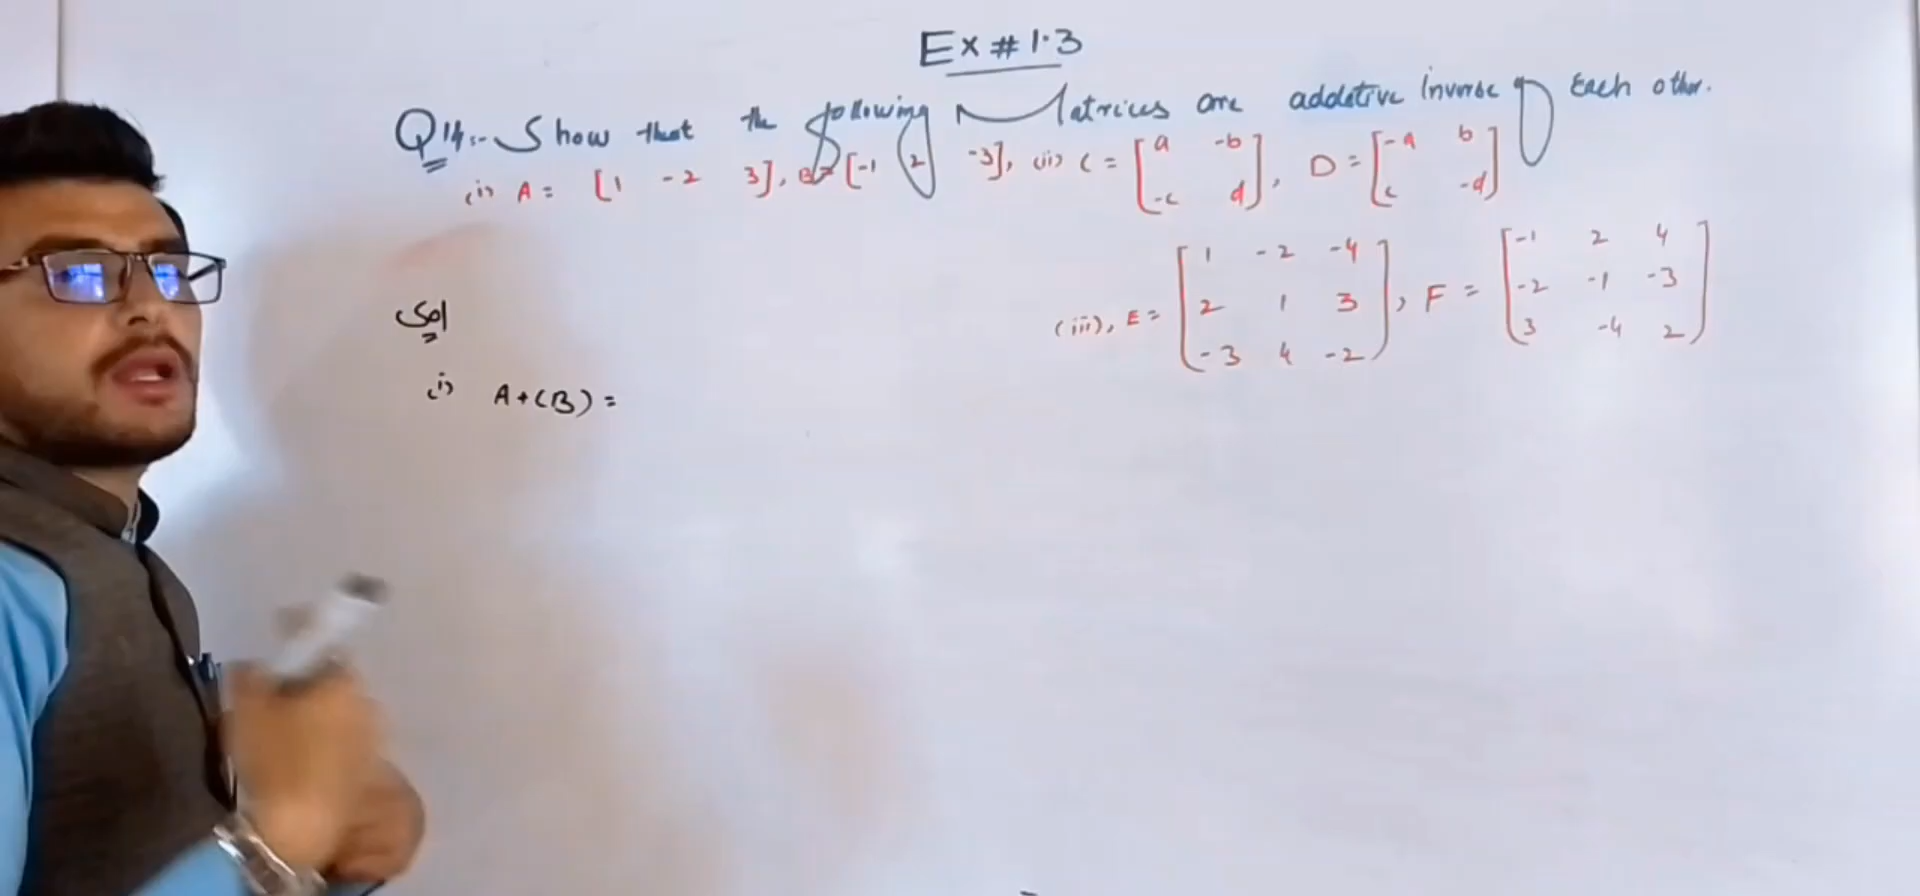 Ex # 1.3
Q14:- Show that the following Matrices are addative Inverse of Each other.
(i) A = [1 -2 3], B = [-1 2 -3], (ii) C = [a -b
-c d], D = [-a b
c -d]
(iii), E = [1 -2 -4
2 1 3
-3 4 -2], F = [-1 2 4
-2 -1 -3
3 -4 2]
Sol
(i) A+(B) =